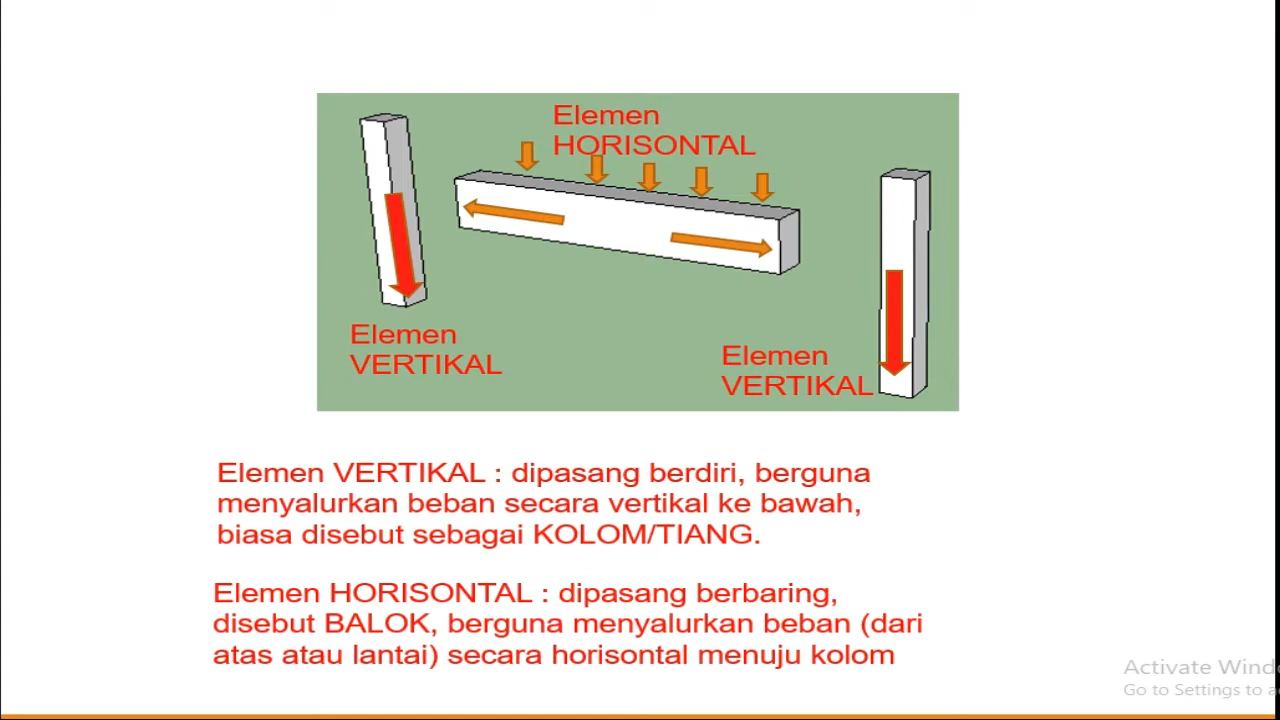 Elemen
HORISONTAL
Elemen
VERTIKAL
Elemen
VERTIKAL
Elemen VERTIKAL : dipasang berdiri, berguna
menyalurkan beban secara vertikal ke bawah,
biasa disebut sebagai KOLOM/TIANG.
Elemen HORISONTAL : dipasang berbaring,
disebut BALOK, berguna menyalurkan beban (dari
atas atau lantai) secara horisontal menuju kolom
Activate
Go to Settings to